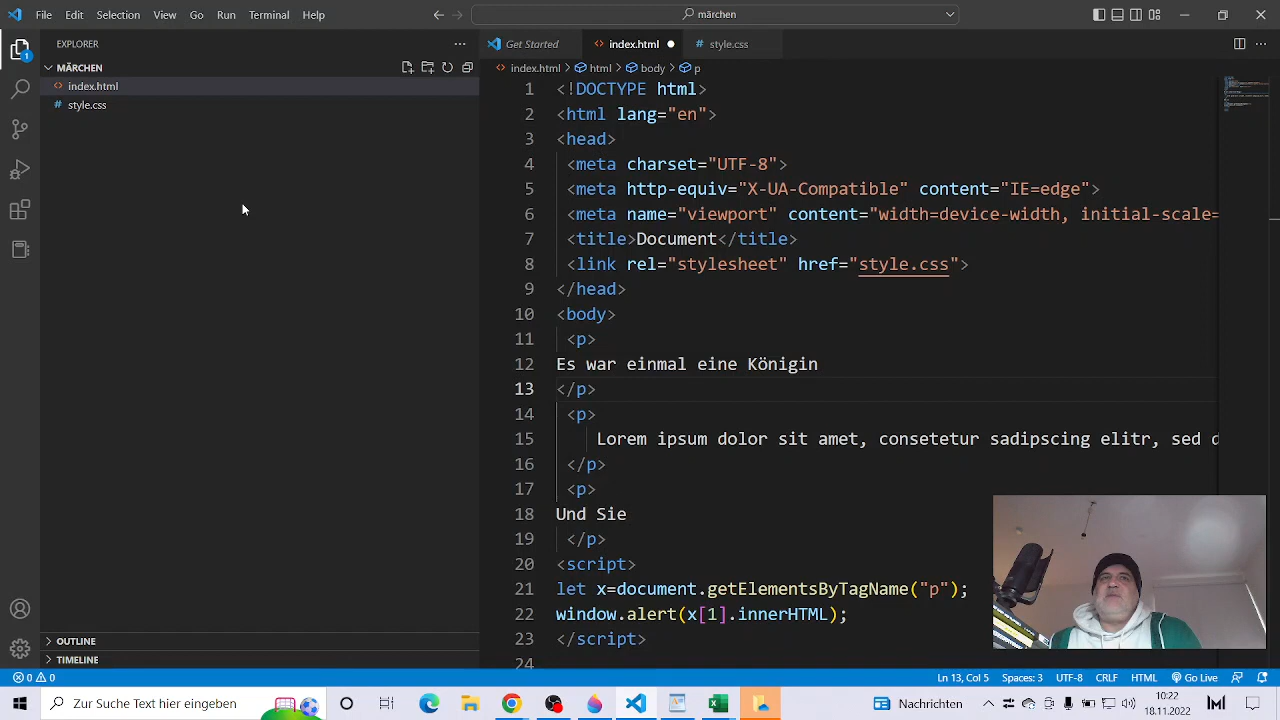 File Edit Selection View Go Run Terminal Help
märchen
EXPLORER
MÄRCHEN
index.html
style.css
OUTLINE
TIMELINE
1
Get Started
index.html
style.css
index.html html body p
1 <!DOCTYPE html>
2 <html lang="en">
3 <head>
4 <meta charset="UTF-8">
5 <meta http-equiv="X-UA-Compatible" content="IE=edge">
6 <meta name="viewport" content="width=device-width, initial-scale=
7 <title>Document</title>
8 <link rel="stylesheet" href="style.css">
9 </head>
10 <body>
11 <p>
12 Es war einmal eine Königin
13 </p>
14 <p>
15 Lorem ipsum dolor sit amet, consetetur sadipscing elitr, sed d
16 </p>
17 <p>
18 Und Sie
19 </p>
20 <script>
21 let x=document.getElementsByTagName("p");
22 window.alert(x[1].innerHTML);
23 </script>
24
0 0
Ln 13, Col 5 Spaces: 3 UTF-8 CRLF HTML Go Live
Zur Suche Text hier eingeben
Nachrichten
10:22
18.11.2022